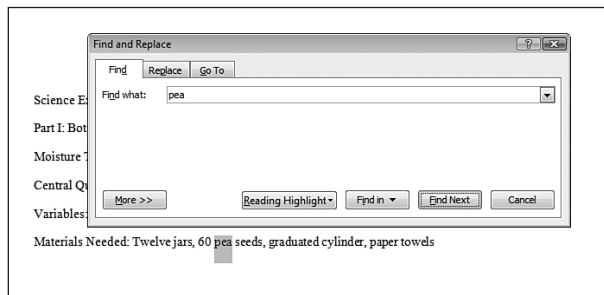 Find and Replace
Find Replace Go To
Find what: pea
Science E
Part I: Bot
Moisture
Central Qu
Variables:
More >> Reading Highlight Find in Find Next Cancel
Materials Needed: Twelve jars, 60 pea seeds, graduated cylinder, paper towels